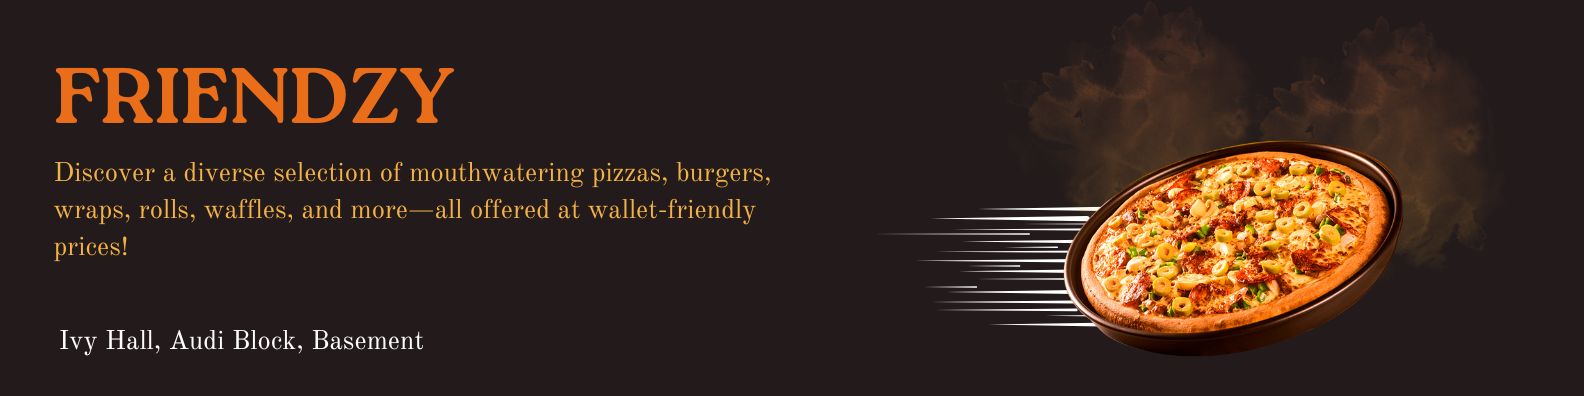 FRIENDZY
Discover a diverse selection of mouthwatering pizzas, burgers,
wraps, rolls, waffles, and more—all offered at wallet-friendly
prices!
Ivy Hall, Audi Block, Basement